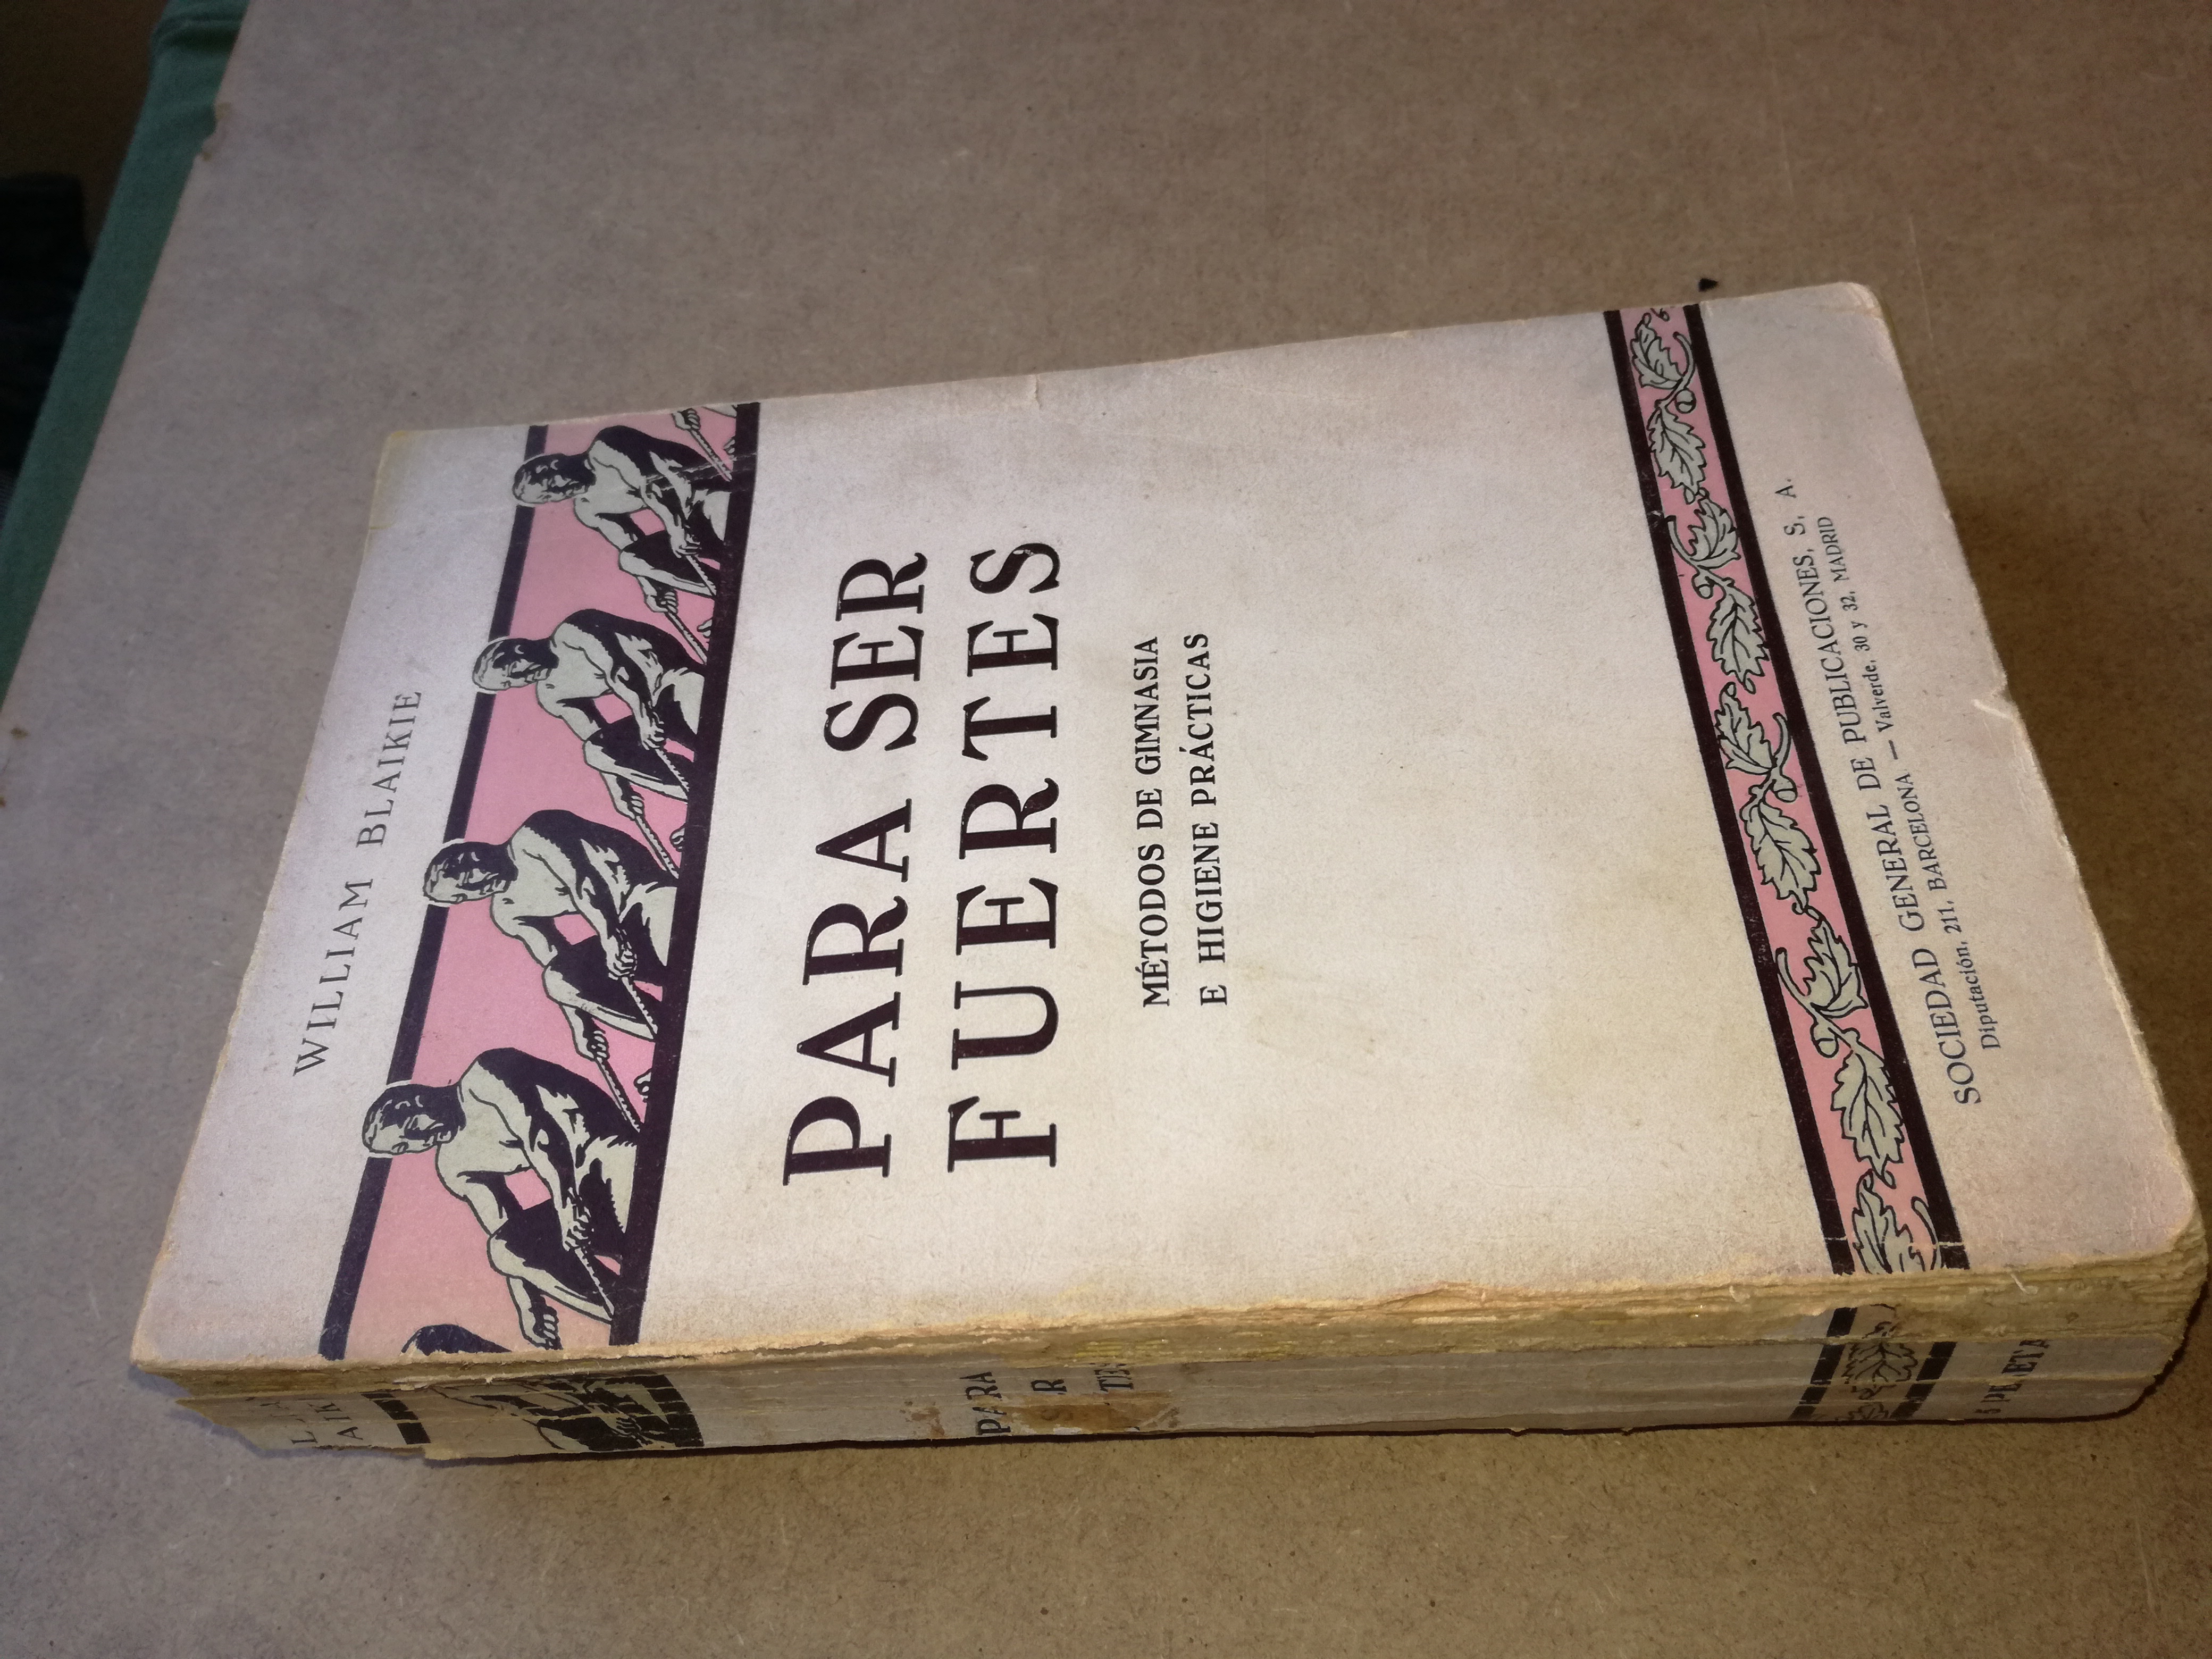 WILLIAM BLAIKIE
PARA SER
FUERTES
MÉTODOS DE GIMNASIA
E HIGIENE PRÁCTICAS
SOCIEDAD GENERAL DE PUBLICACIONES, S. A.
Diputación, 211, BARCELONA — Valverde, 30 y 32, MADRID
PARA